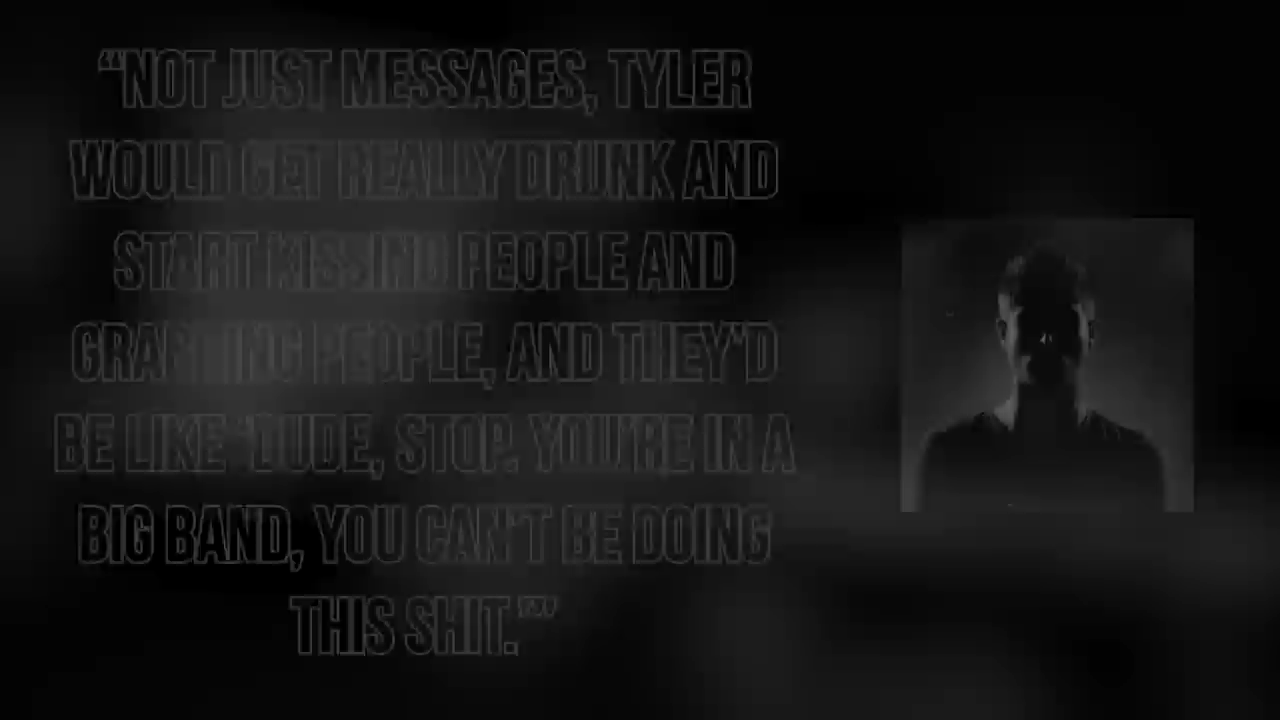 “NOT JUST MESSAGES, TYLER
WOULD GET REALLY DRUNK AND
START KISSING PEOPLE AND
GRABBING PEOPLE, AND THEY'D
BE LIKE ‘DUDE, STOP. YOU'RE IN A
BIG BAND, YOU CAN'T BE DOING
THIS SHIT.’”